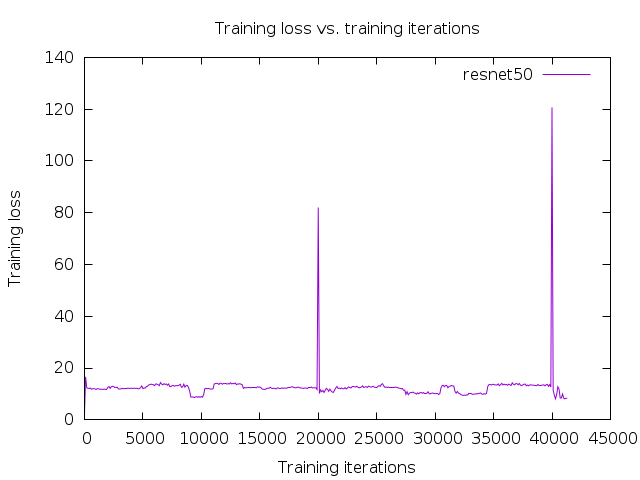 Training loss vs. training iterations
resnet50
140
120
100
80
60
40
20
0
Training loss
0 5000 10000 15000 20000 25000 30000 35000 40000 45000
Training iterations